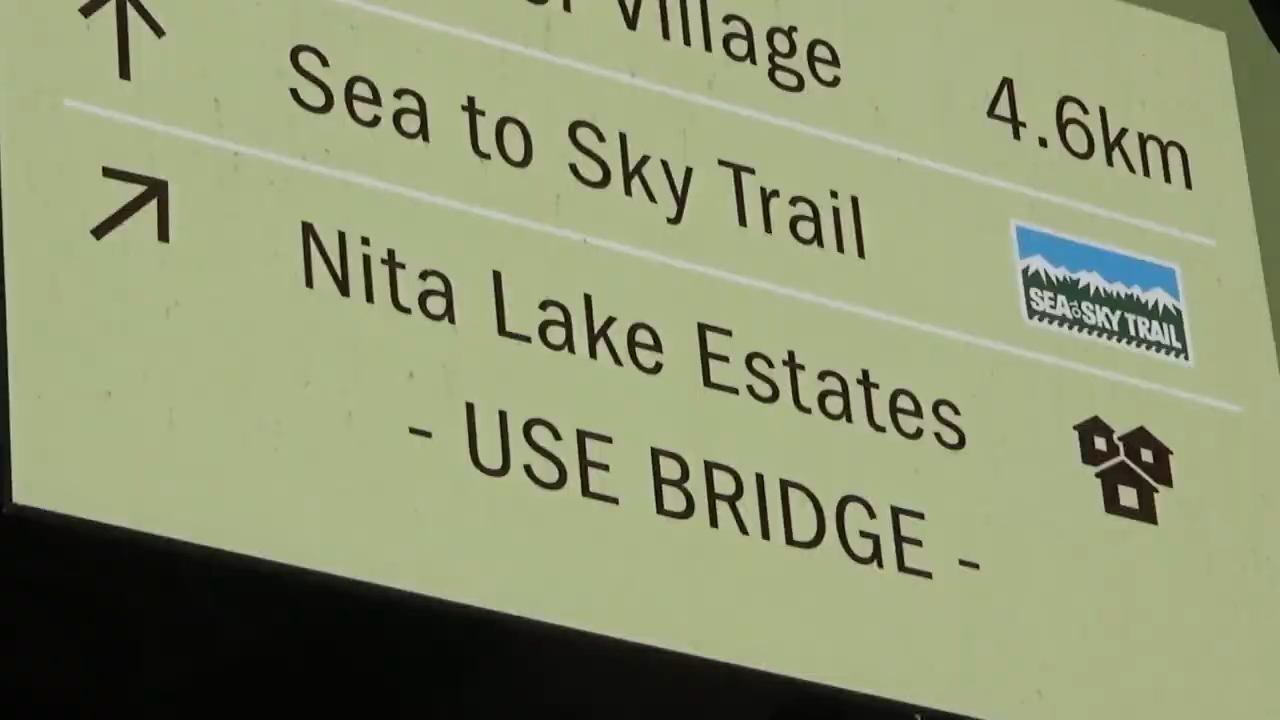 Village 4.6km
Sea to Sky Trail
SEA to SKY TRAIL
Nita Lake Estates
- USE BRIDGE -